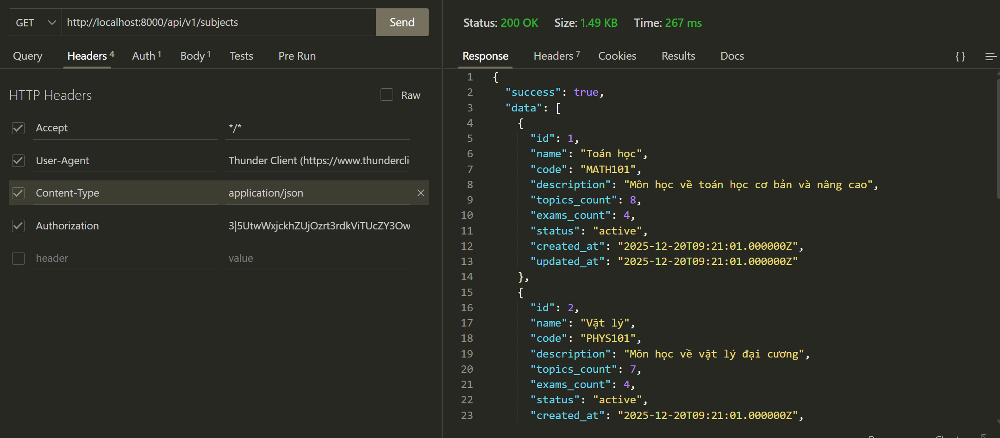 GET
http://localhost:8000/api/v1/subjects
Send
Query
Headers 4
Auth 1
Body 1
Tests
Pre Run
HTTP Headers
Raw
Accept
*/*
User-Agent
Thunder Client (https://www.thunderclie
Content-Type
application/json
Authorization
3|5UtwWxjckhZUjOzrt3rdkViTUcZY3Ow
header
value
Status: 200 OK
Size: 1.49 KB
Time: 267 ms
Response
Headers 7
Cookies
Results
Docs
{ }
1 {
2 "success": true,
3 "data": [
4 {
5 "id": 1,
6 "name": "Toán học",
7 "code": "MATH101",
8 "description": "Môn học về toán học cơ bản và nâng cao",
9 "topics_count": 8,
10 "exams_count": 4,
11 "status": "active",
12 "created_at": "2025-12-20T09:21:01.000000Z",
13 "updated_at": "2025-12-20T09:21:01.000000Z"
14 },
15 {
16 "id": 2,
17 "name": "Vật lý",
18 "code": "PHYS101",
19 "description": "Môn học về vật lý đại cương",
20 "topics_count": 7,
21 "exams_count": 4,
22 "status": "active",
23 "created_at": "2025-12-20T09:21:01.000000Z",